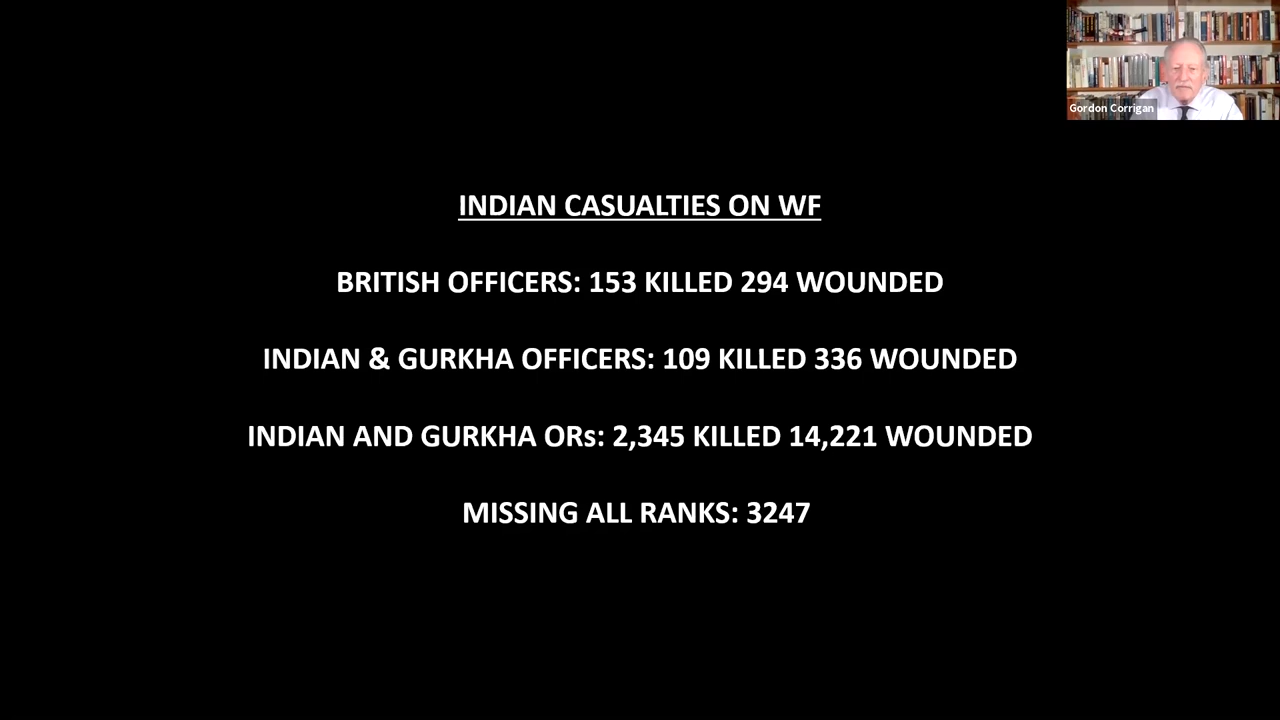 Gordon Corrigan
INDIAN CASUALTIES ON WF
BRITISH OFFICERS: 153 KILLED 294 WOUNDED
INDIAN & GURKHA OFFICERS: 109 KILLED 336 WOUNDED
INDIAN AND GURKHA ORs: 2,345 KILLED 14,221 WOUNDED
MISSING ALL RANKS: 3247